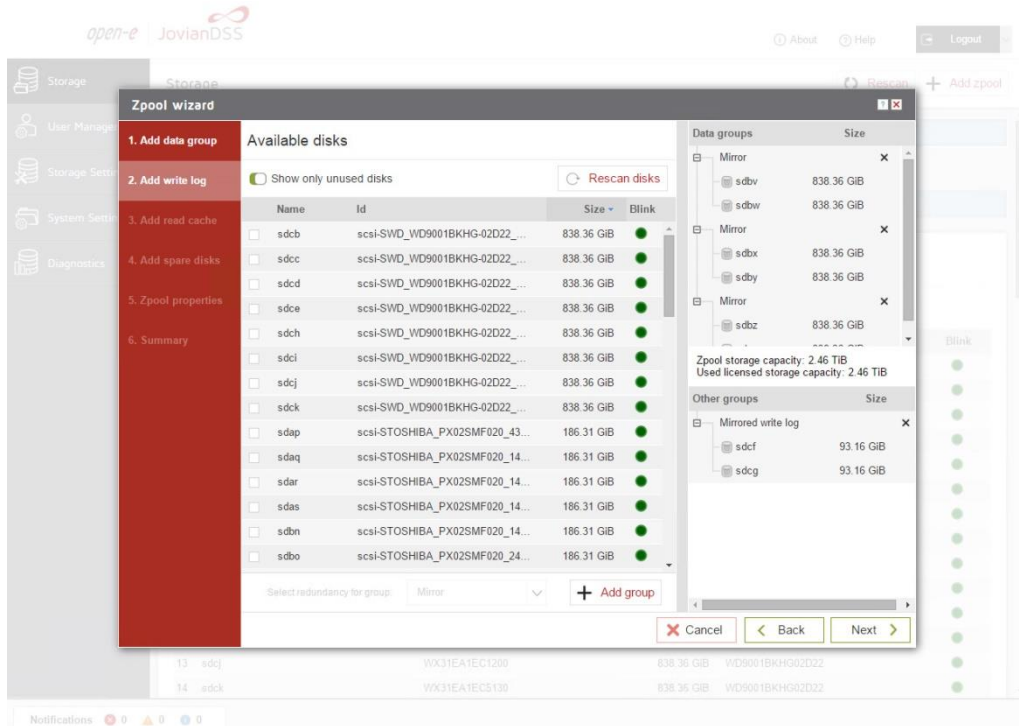 open-e JovianDSS
About
Help
Logout
Storage
Storage
Rescan
Add zpool
Zpool wizard
User Manage
Storage Settin
System Settin
Diagnostics
1. Add data group
2. Add write log
3. Add read cache
4. Add spare disks
5. Zpool properties
6. Summary
Available disks
Show only unused disks
Rescan disks
Name Id Size Blink
sdcb scsi-SWD_WD9001BKHG-02D22_... 838.36 GiB
sdcc scsi-SWD_WD9001BKHG-02D22_... 838.36 GiB
sdcd scsi-SWD_WD9001BKHG-02D22_... 838.36 GiB
sdce scsi-SWD_WD9001BKHG-02D22_... 838.36 GiB
sdch scsi-SWD_WD9001BKHG-02D22_... 838.36 GiB
sdci scsi-SWD_WD9001BKHG-02D22_... 838.36 GiB
sdcj scsi-SWD_WD9001BKHG-02D22_... 838.36 GiB
sdck scsi-SWD_WD9001BKHG-02D22_... 838.36 GiB
sdap scsi-STOSHIBA_PX02SMF020_43... 186.31 GiB
sdaq scsi-STOSHIBA_PX02SMF020_14... 186.31 GiB
sdar scsi-STOSHIBA_PX02SMF020_14... 186.31 GiB
sdas scsi-STOSHIBA_PX02SMF020_14... 186.31 GiB
sdbn scsi-STOSHIBA_PX02SMF020_14... 186.31 GiB
sdbo scsi-STOSHIBA_PX02SMF020_24... 186.31 GiB
Select redundancy for group: Mirror
Add group
Data groups Size
Mirror
sdbv 838.36 GiB
sdbw 838.36 GiB
Mirror
sdbx 838.36 GiB
sdby 838.36 GiB
Mirror
sdbz 838.36 GiB
Zpool storage capacity: 2.46 TiB
Used licensed storage capacity: 2.46 TiB
Other groups Size
Mirrored write log
sdcf 93.16 GiB
sdcg 93.16 GiB
Cancel
Back
Next
Blink
13 sdcj WX31EA1EC1200 838.36 GiB WD9001BKHG02D22
14 sdck WX31EA1EC5130 838.36 GiB WD9001BKHG02D22
Notifications 0 0 0